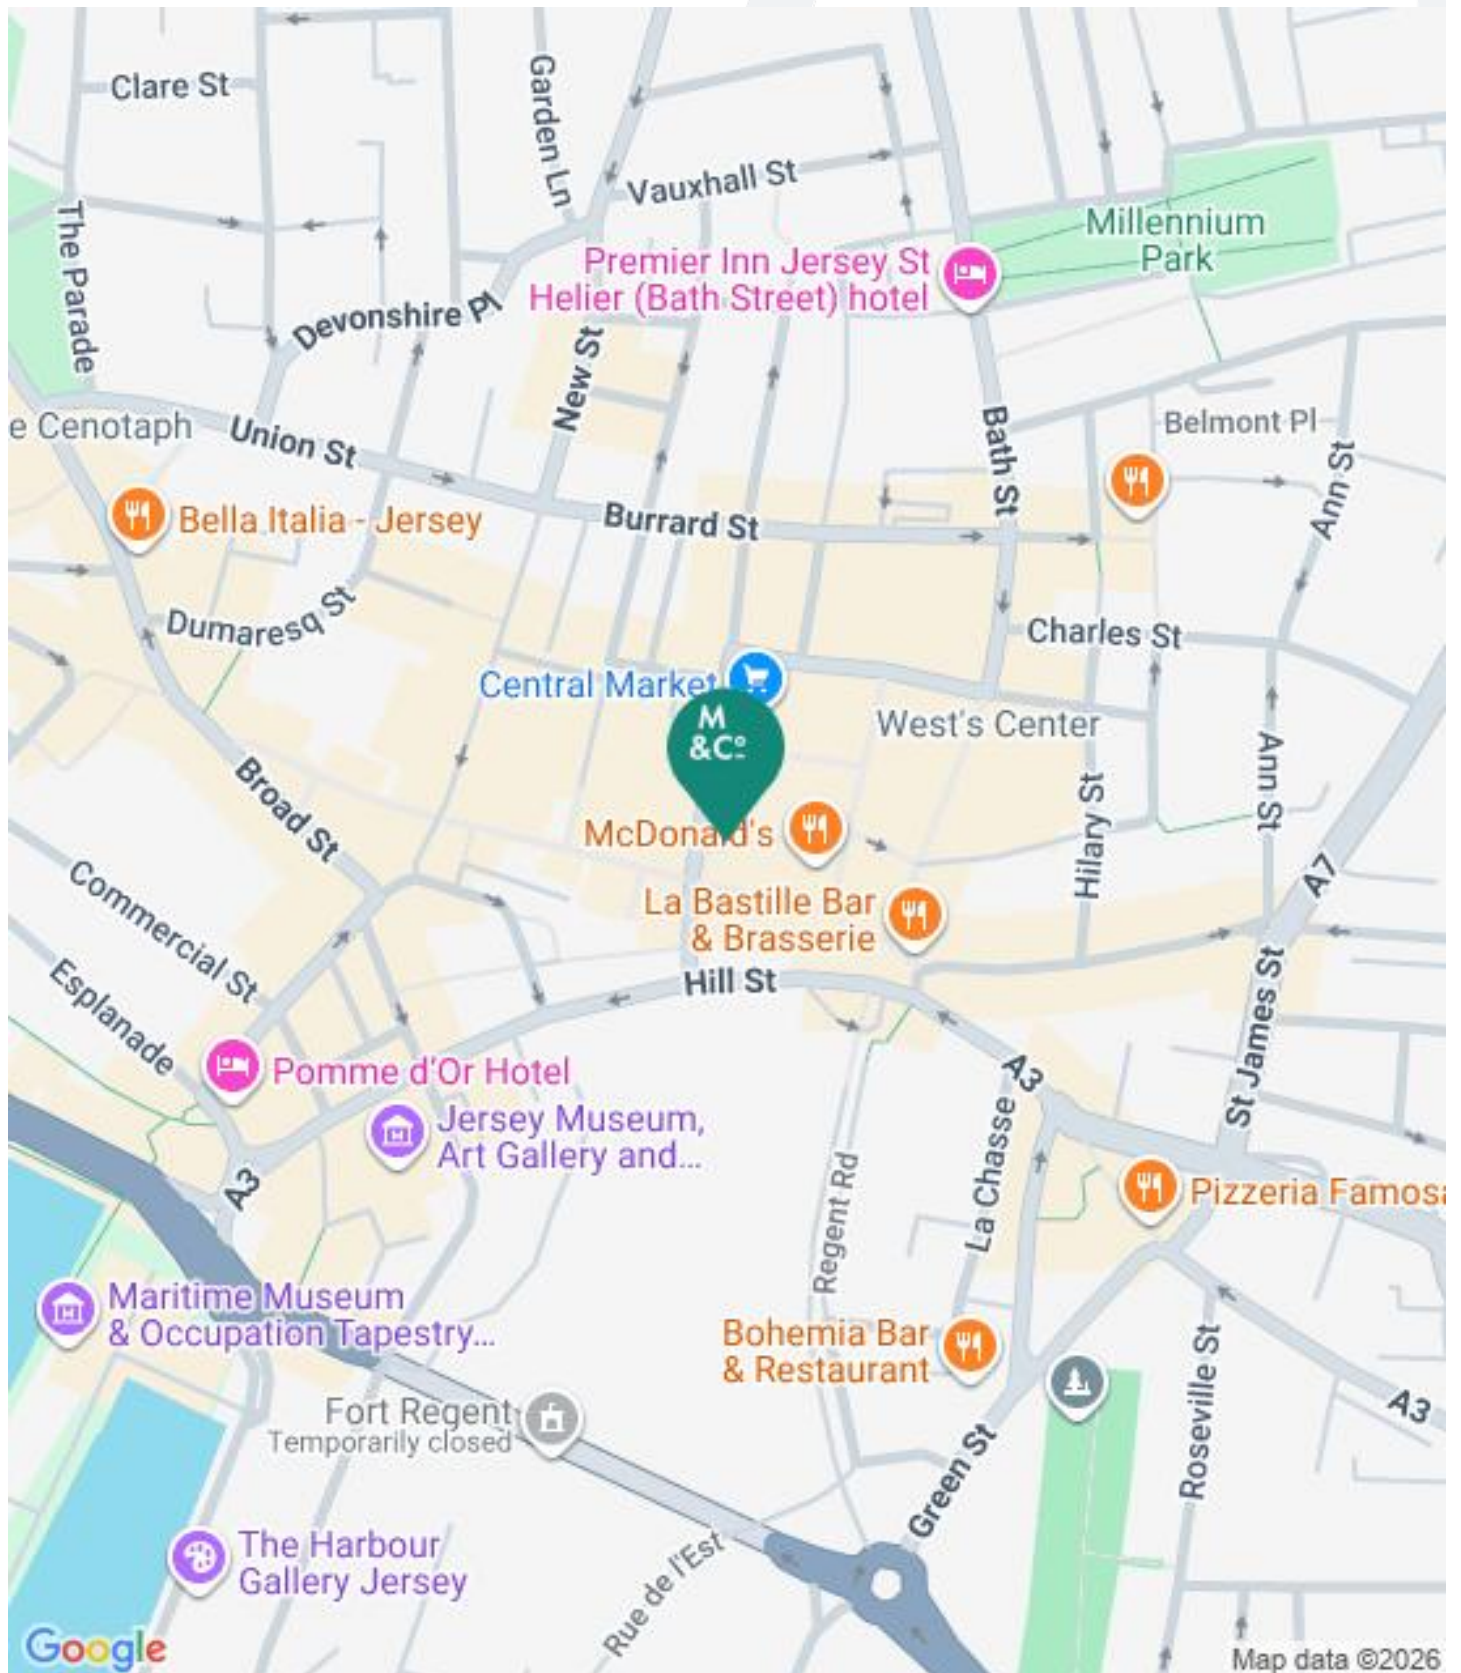 Clare St
Garden Ln
Vauxhall St
The Parade
Millennium
Park
Premier Inn Jersey St
Helier (Bath Street) hotel
Devonshire Pl
New St
e Cenotaph
Union St
Bath St
Belmont Pl
Ann St
Bella Italia - Jersey
Burrard St
Dumaresq St
Charles St
Central Market
M
&Cº
West's Center
Broad St
Ann St
Hilary St
McDonald's
A7
Commercial St
La Bastille Bar
& Brasserie
Esplanade
Hill St
St James St
Pomme d'Or Hotel
A3
Jersey Museum,
Art Gallery and...
La Chasse
A3
Regent Rd
Pizzeria Famosa
Maritime Museum
& Occupation Tapestry...
Bohemia Bar
& Restaurant
Roseville St
Fort Regent
Temporarily closed
A3
Green St
The Harbour
Gallery Jersey
Rue de l'Est
Google
Map data ©2026